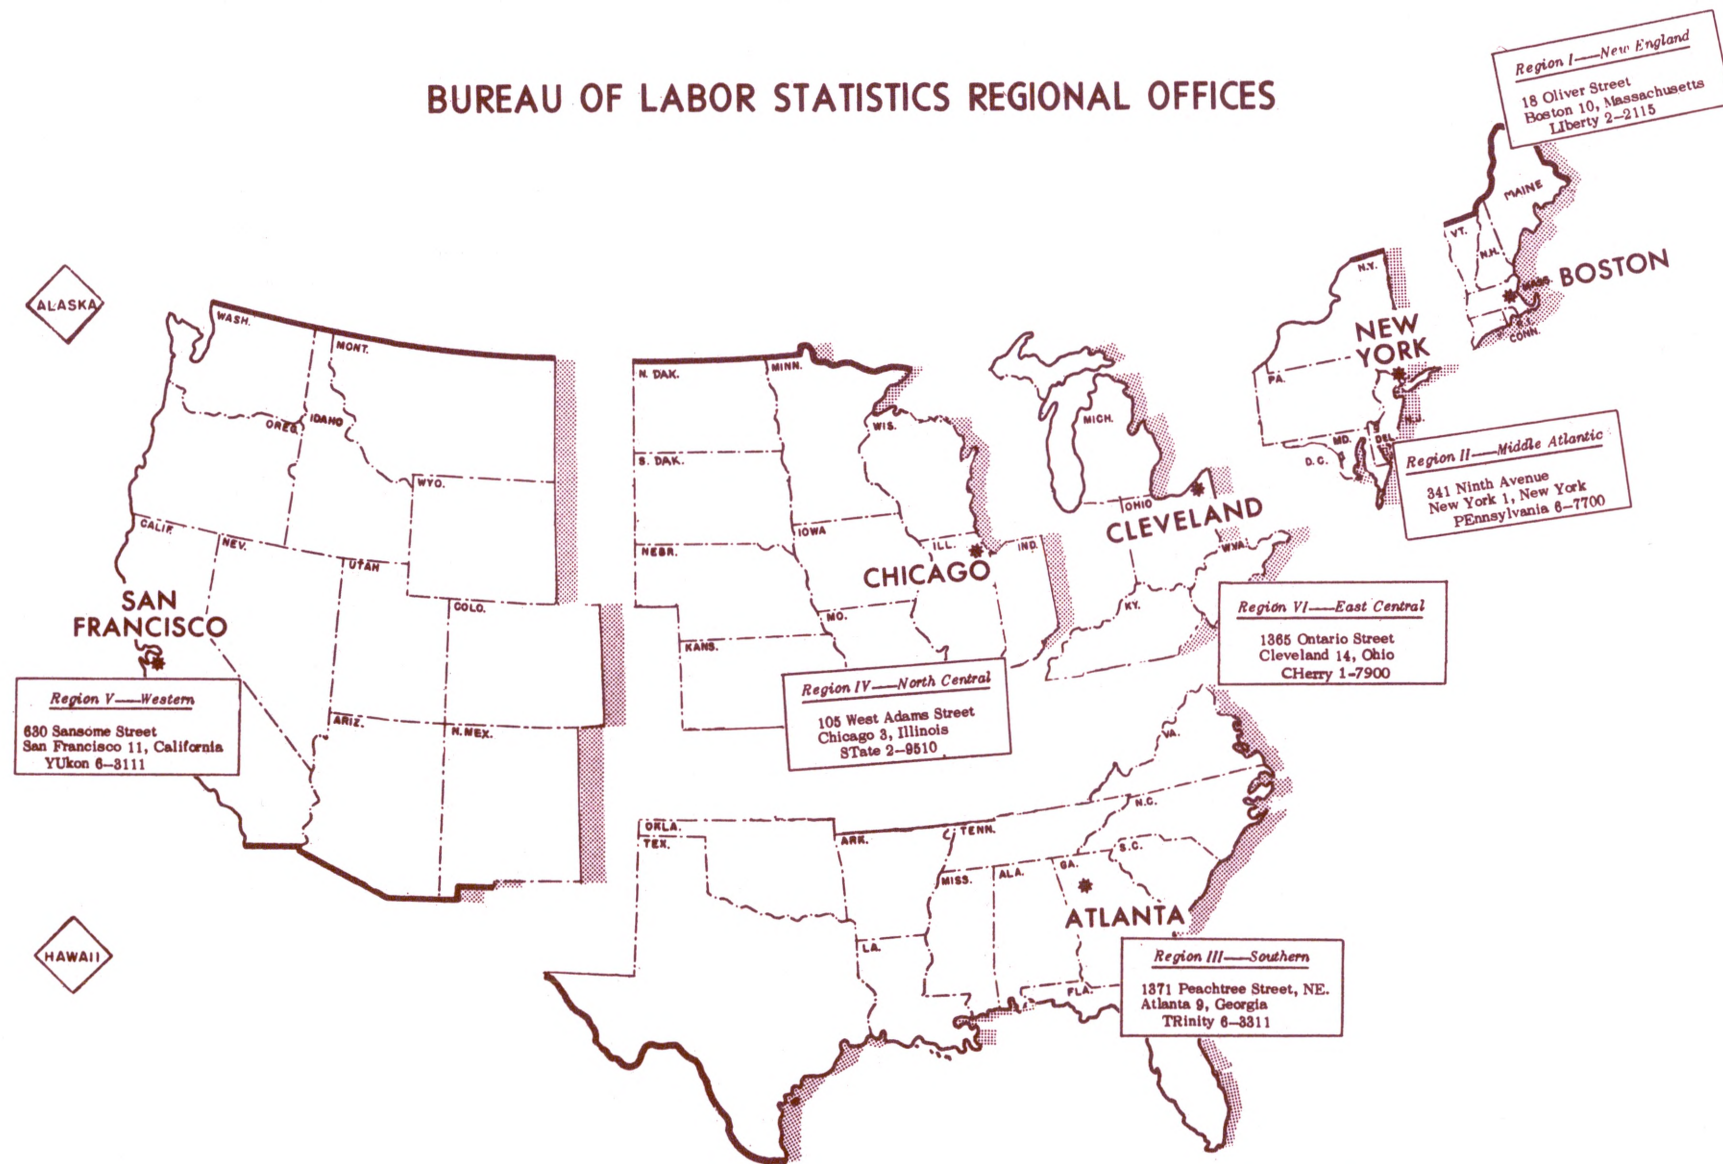 BUREAU OF LABOR STATISTICS REGIONAL OFFICES
Region I—New England
18 Oliver Street
Boston 10, Massachusetts
LIberty 2-2115
MAINE
VT.
N.H.
MASS.
BOSTON
R.I.
CONN.
N.Y.
NEW
YORK
PA.
N.J.
MD.
DEL.
D.C.
Region II—Middle Atlantic
341 Ninth Avenue
New York 1, New York
PEnnsylvania 6-7700
ALASKA
WASH.
MONT.
OREG.
IDAHO
WYO.
CALIF.
NEV.
UTAH
COLO.
SAN
FRANCISCO
ARIZ.
N.MEX.
Region V—Western
630 Sansome Street
San Francisco 11, California
YUkon 6-3111
HAWAII
N. DAK.
MINN.
WIS.
S. DAK.
IOWA
NEBR.
ILL.
IND.
CHICAGO
MO.
KANS.
Region IV—North Central
105 West Adams Street
Chicago 3, Illinois
STate 2-9510
MICH.
OHIO
CLEVELAND
W.VA.
KY.
Region VI—East Central
1365 Ontario Street
Cleveland 14, Ohio
CHerry 1-7900
VA.
N.C.
OKLA.
TEX.
ARK.
TENN.
S.C.
MISS.
ALA.
GA.
ATLANTA
LA.
FLA.
Region III—Southern
1371 Peachtree Street, NE.
Atlanta 9, Georgia
TRinity 6-3311